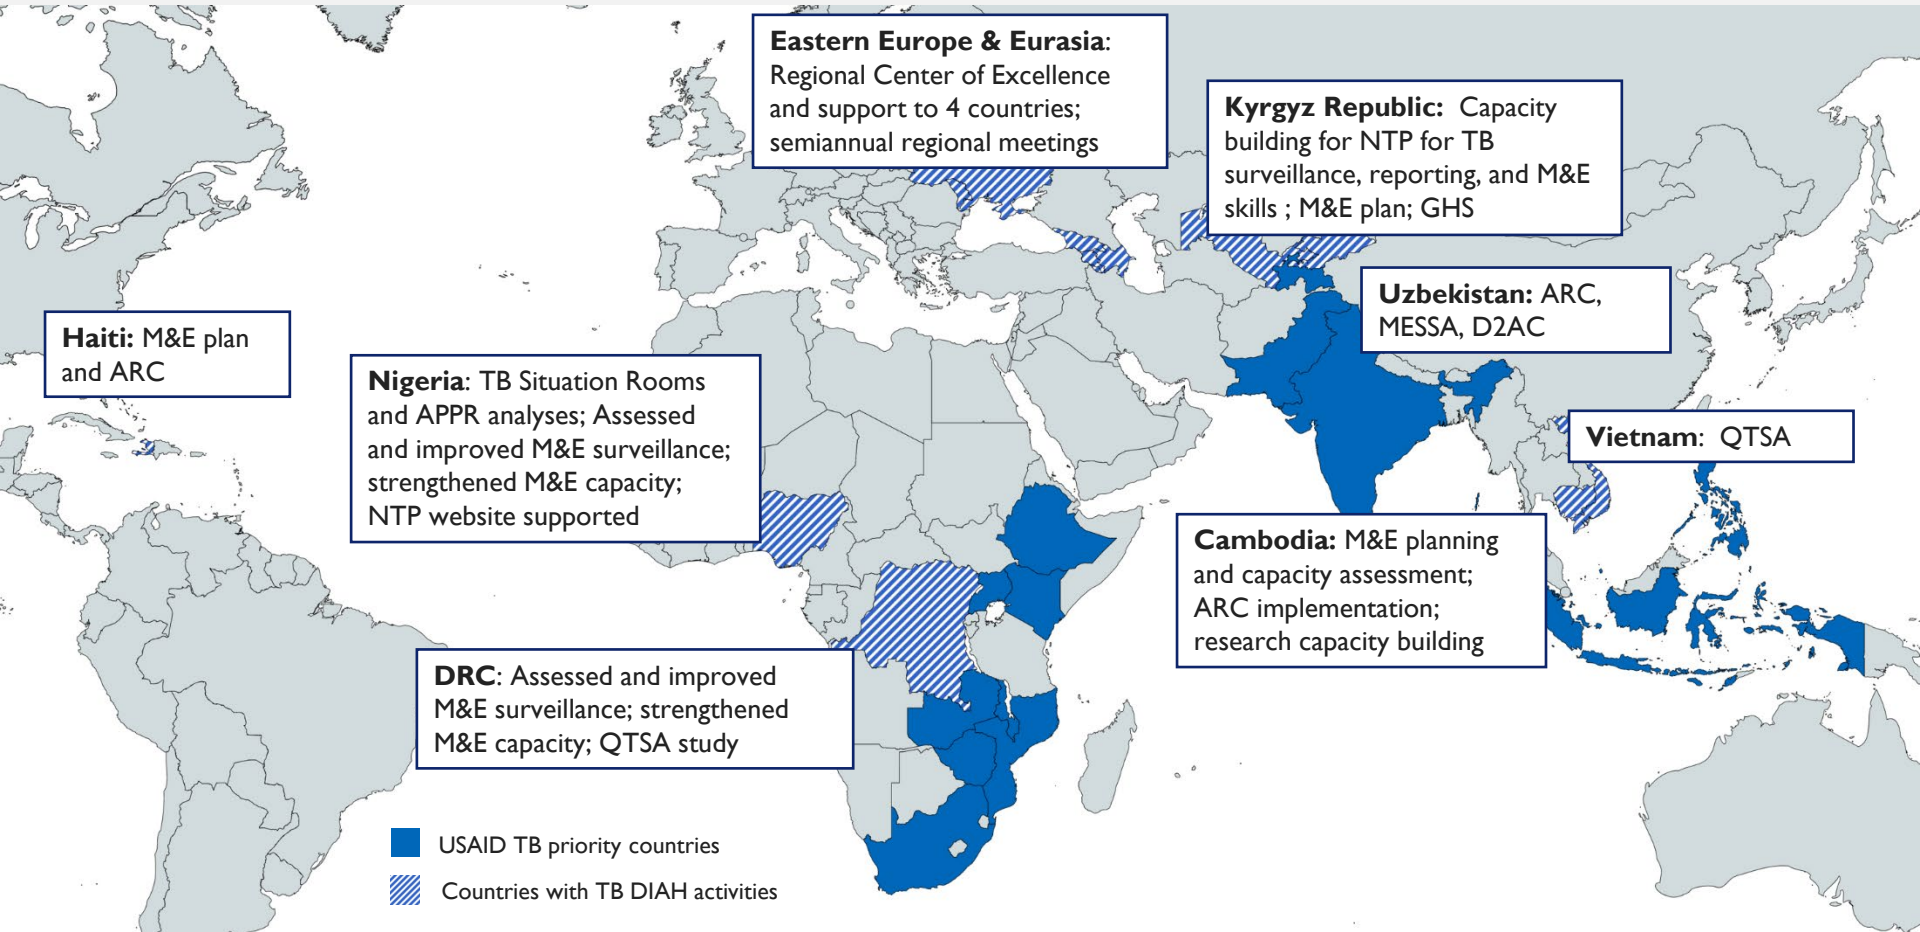 Eastern Europe & Eurasia:
Regional Center of Excellence
and support to 4 countries;
semiannual regional meetings
Kyrgyz Republic: Capacity
building for NTP for TB
surveillance, reporting, and M&E
skills ; M&E plan; GHS
Uzbekistan: ARC,
MESSA, D2AC
Haiti: M&E plan
and ARC
Nigeria: TB Situation Rooms
and APPR analyses; Assessed
and improved M&E surveillance;
strengthened M&E capacity;
NTP website supported
Vietnam: QTSA
Cambodia: M&E planning
and capacity assessment;
ARC implementation;
research capacity building
DRC: Assessed and improved
M&E surveillance; strengthened
M&E capacity; QTSA study
USAID TB priority countries
Countries with TB DIAH activities